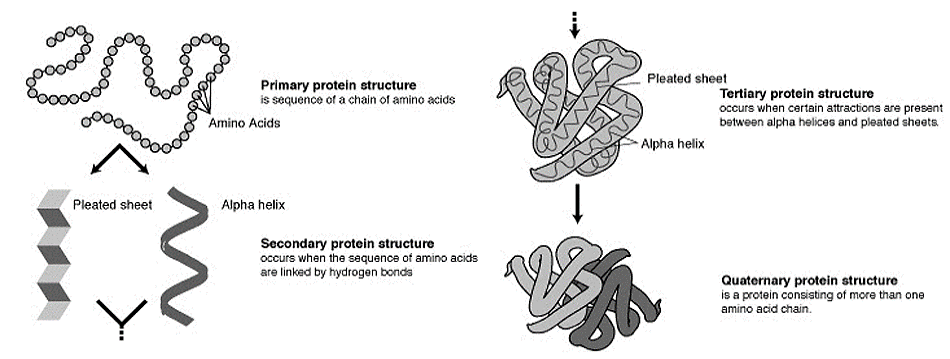 Primary protein structure
is sequence of a chain of amino acids
Amino Acids
Pleated sheet
Alpha helix
Secondary protein structure
occurs when the sequence of amino acids
are linked by hydrogen bonds
Pleated sheet
Tertiary protein structure
occurs when certain attractions are present
between alpha helices and pleated sheets.
Alpha helix
Quaternary protein structure
is a protein consisting of more than one
amino acid chain.